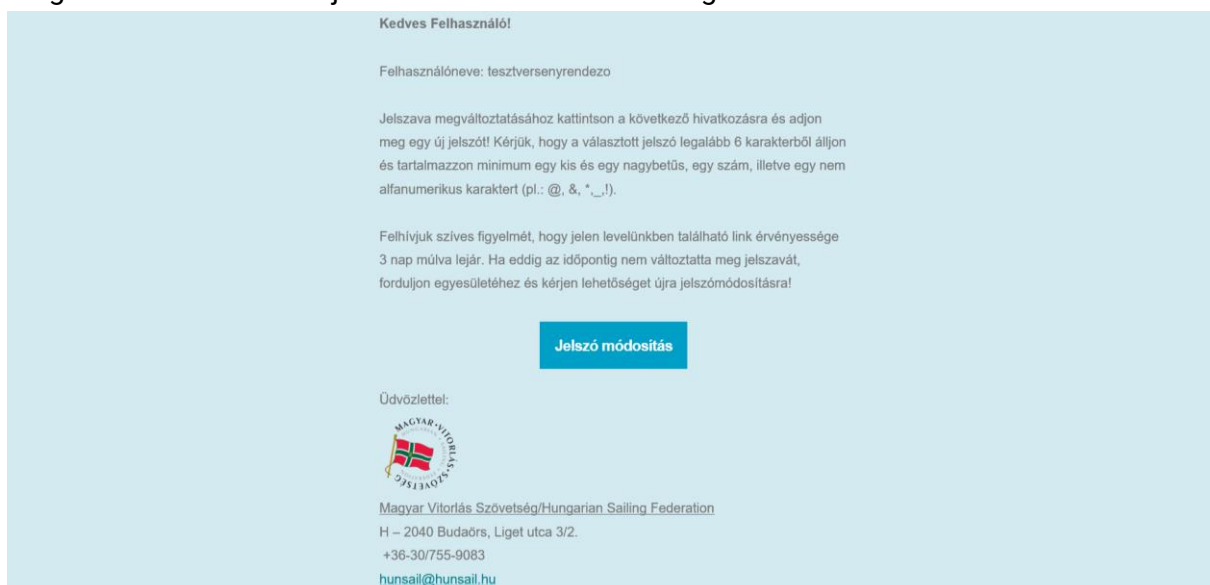 Kedves Felhasználó!
Felhasználóneve: tesztversenyrendezo
Jelszava megváltoztatásához kattintson a következő hivatkozásra és adjon
meg egy új jelszót! Kérjük, hogy a választott jelszó legalább 6 karakterből álljon
és tartalmazzon minimum egy kis és egy nagybetűs, egy szám, illetve egy nem
alfanumerikus karaktert (pl.: @, &, *,_,!).
Felhívjuk szíves figyelmét, hogy jelen levelünkben található link érvényessége
3 nap múlva lejár. Ha eddig az időpontig nem változtatta meg jelszavát,
forduljon egyesületéhez és kérjen lehetőséget újra jelszómódosításra!
Jelszó módosítás
Üdvözlettel:
MAGYAR·VITORLÁS·SZÖVETSÉG
Magyar Vitorlás Szövetség/Hungarian Sailing Federation
H – 2040 Budaörs, Liget utca 3/2.
+36-30/755-9083
hunsail@hunsail.hu